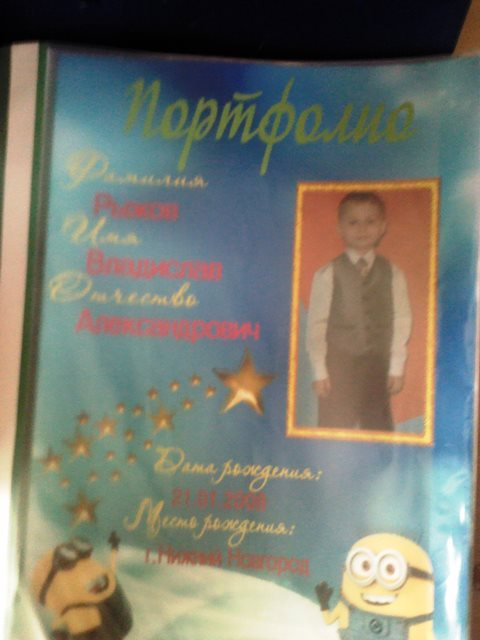 Портфолио
Фамилия
Рыжов
Имя
Владислав
Отчество
Александрович
Дата рождения:
Место рождения:
г.Нижний Новгород